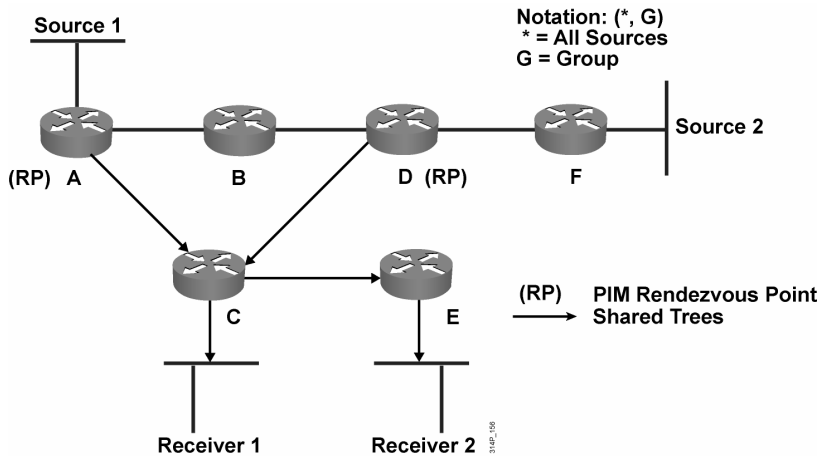 Source 1
Notation: (*, G)
* = All Sources
G = Group
Source 2
(RP) A
B
D (RP)
F
C
E
(RP) PIM Rendezvous Point
Shared Trees
Receiver 1
Receiver 2
314P_156